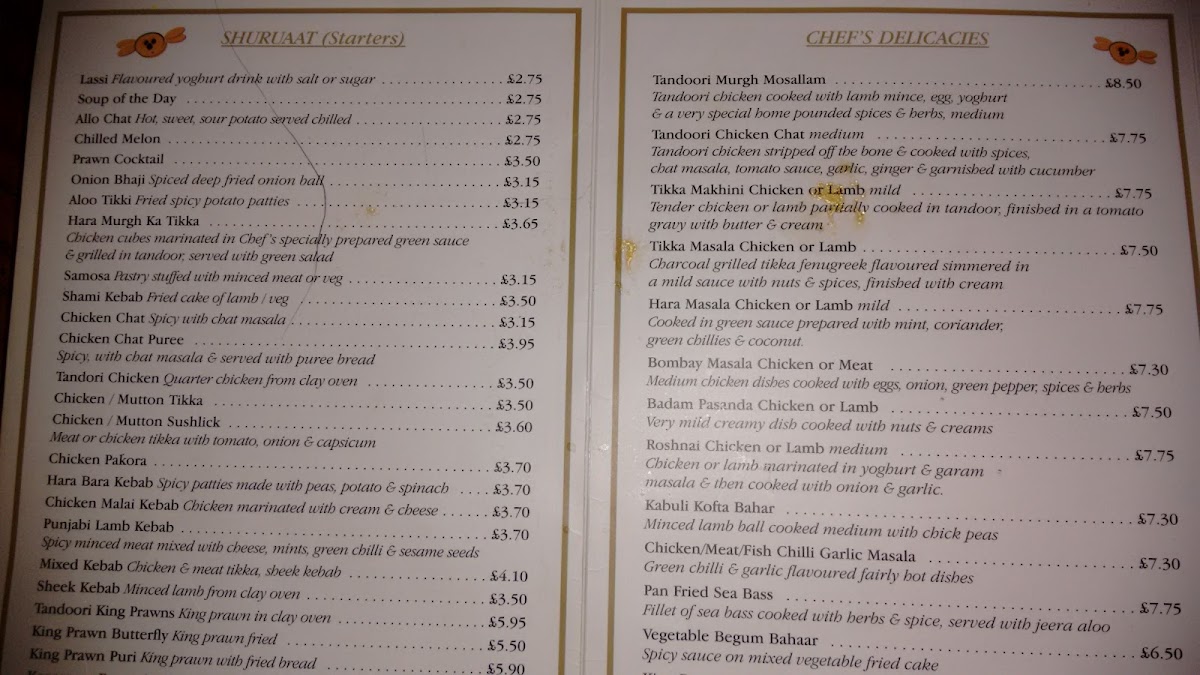 SHURUAAT (Starters)
Lassi Flavoured yoghurt drink with salt or sugar £2.75
Soup of the Day £2.75
Allo Chat Hot, sweet, sour potato served chilled £2.75
Chilled Melon £2.75
Prawn Cocktail £3.50
Onion Bhaji Spiced deep fried onion ball £3.15
Aloo Tikki Fried spicy potato patties £3.15
Hara Murgh Ka Tikka £3.65
Chicken cubes marinated in Chef's specially prepared green sauce
& grilled in tandoor, served with green salad
Samosa Pastry stuffed with minced meat or veg £3.15
Shami Kebab Fried cake of lamb / veg £3.50
Chicken Chat Spicy with chat masala £3.15
Chicken Chat Puree £3.95
Spicy, with chat masala & served with puree bread
Tandori Chicken Quarter chicken from clay oven £3.50
Chicken / Mutton Tikka £3.50
Chicken / Mutton Sushlick £3.60
Meat or chicken tikka with tomato, onion & capsicum
Chicken Pakora £3.70
Hara Bara Kebab Spicy patties made with peas, potato & spinach £3.70
Chicken Malai Kebab Chicken marinated with cream & cheese £3.70
Punjabi Lamb Kebab £3.70
Spicy minced meat mixed with cheese, mints, green chilli & sesame seeds
Mixed Kebab Chicken & meat tikka, sheek kebab £4.10
Sheek Kebab Minced lamb from clay oven £3.50
Tandoori King Prawns King prawn in clay oven £5.95
King Prawn Butterfly King prawn fried £5.50
King Prawn Puri King prawn with fried bread £5.90
CHEF'S DELICACIES
Tandoori Murgh Mosallam £8.50
Tandoori chicken cooked with lamb mince, egg, yoghurt
& a very special home pounded spices & herbs, medium
Tandoori Chicken Chat medium £7.75
Tandoori chicken stripped off the bone & cooked with spices,
chat masala, tomato sauce, garlic, ginger & garnished with cucumber
Tikka Makhini Chicken or Lamb mild £7.75
Tender chicken or lamb partially cooked in tandoor, finished in a tomato
gravy with butter & cream
Tikka Masala Chicken or Lamb £7.50
Charcoal grilled tikka fenugreek flavoured simmered in
a mild sauce with nuts & spices, finished with cream
Hara Masala Chicken or Lamb mild £7.75
Cooked in green sauce prepared with mint, coriander,
green chillies & coconut.
Bombay Masala Chicken or Meat £7.30
Medium chicken dishes cooked with eggs, onion, green pepper, spices & herbs
Badam Pasanda Chicken or Lamb £7.50
Very mild creamy dish cooked with nuts & creams
Roshnai Chicken or Lamb medium £7.75
Chicken or lamb marinated in yoghurt & garam
masala & then cooked with onion & garlic.
Kabuli Kofta Bahar £7.30
Minced lamb ball cooked medium with chick peas
Chicken/Meat/Fish Chilli Garlic Masala £7.30
Green chilli & garlic flavoured fairly hot dishes
Pan Fried Sea Bass £7.75
Fillet of sea bass cooked with herbs & spice, served with jeera aloo
Vegetable Begum Bahaar £6.50
Spicy sauce on mixed vegetable fried cake